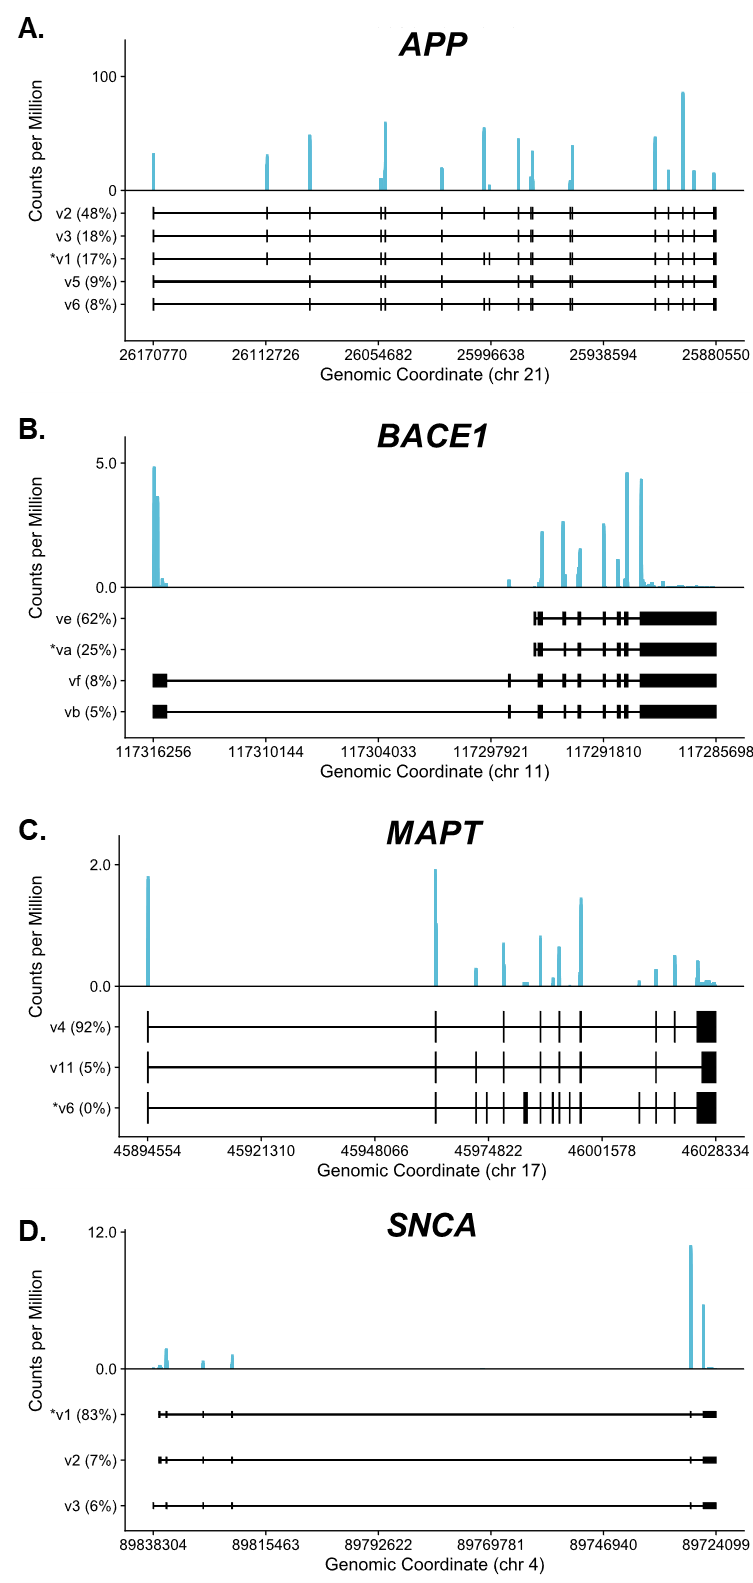 A.
APP
Counts per Million
100
0
v2 (48%)
v3 (18%)
*v1 (17%)
v5 (9%)
v6 (8%)
26170770 26112726 26054682 25996638 25938594 25880550
Genomic Coordinate (chr 21)
B.
BACE1
Counts per Million
5.0
0.0
ve (62%)
*va (25%)
vf (8%)
vb (5%)
117316256 117310144 117304033 117297921 117291810 117285698
Genomic Coordinate (chr 11)
C.
MAPT
Counts per Million
2.0
0.0
v4 (92%)
v11 (5%)
*v6 (0%)
45894554 45921310 45948066 45974822 46001578 46028334
Genomic Coordinate (chr 17)
D.
SNCA
Counts per Million
12.0
0.0
*v1 (83%)
v2 (7%)
v3 (6%)
89838304 89815463 89792622 89769781 89746940 89724099
Genomic Coordinate (chr 4)